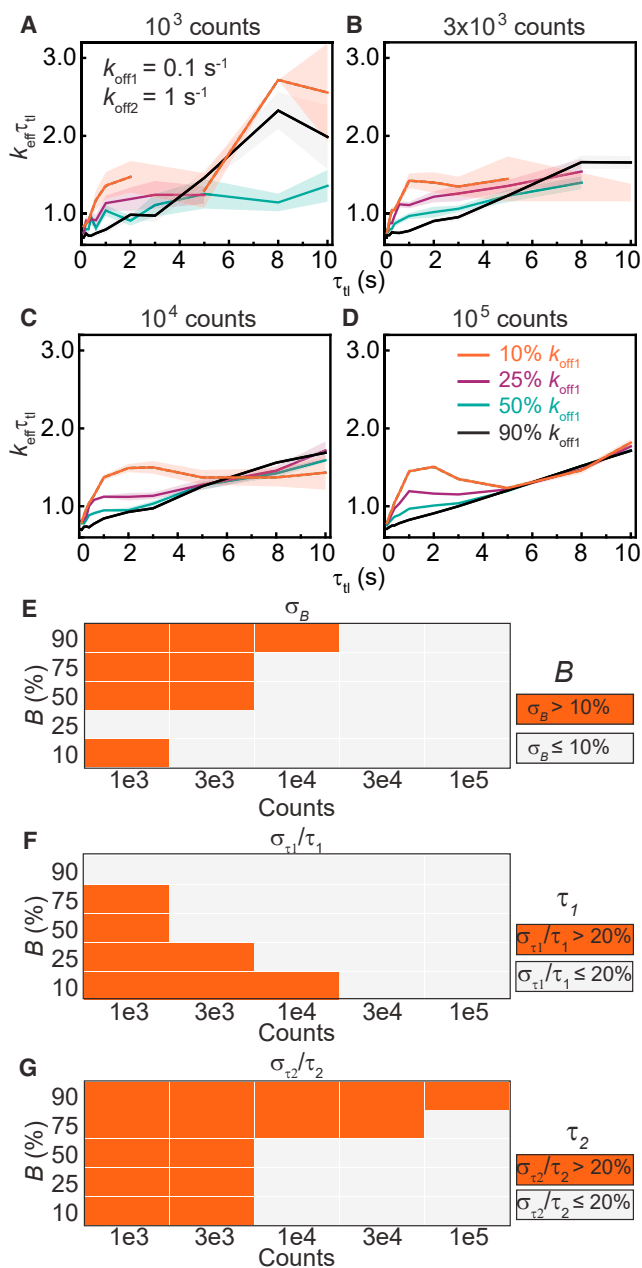 A 10³ counts
k_off1 = 0.1 s⁻¹
k_off2 = 1 s⁻¹
k_eff τ_tl
3.0
2.0
1.0
0 2 4 6 8 10
τ_tl (s)
B 3x10³ counts
3.0
2.0
1.0
0 2 4 6 8 10
C 10⁴ counts
k_eff τ_tl
3.0
2.0
1.0
0 2 4 6 8 10
τ_tl (s)
D 10⁵ counts
10% k_off1
25% k_off1
50% k_off1
90% k_off1
3.0
2.0
1.0
0 2 4 6 8 10
E σ_B
B (%)
90
75
50
25
10
1e3 3e3 1e4 3e4 1e5
Counts
B
σ_B > 10%
σ_B ≤ 10%
F σ_τ1/τ_1
B (%)
90
75
50
25
10
1e3 3e3 1e4 3e4 1e5
Counts
τ_1
σ_τ1/τ_1 > 20%
σ_τ1/τ_1 ≤ 20%
G σ_τ2/τ_2
B (%)
90
75
50
25
10
1e3 3e3 1e4 3e4 1e5
Counts
τ_2
σ_τ2/τ_2 > 20%
σ_τ2/τ_2 ≤ 20%